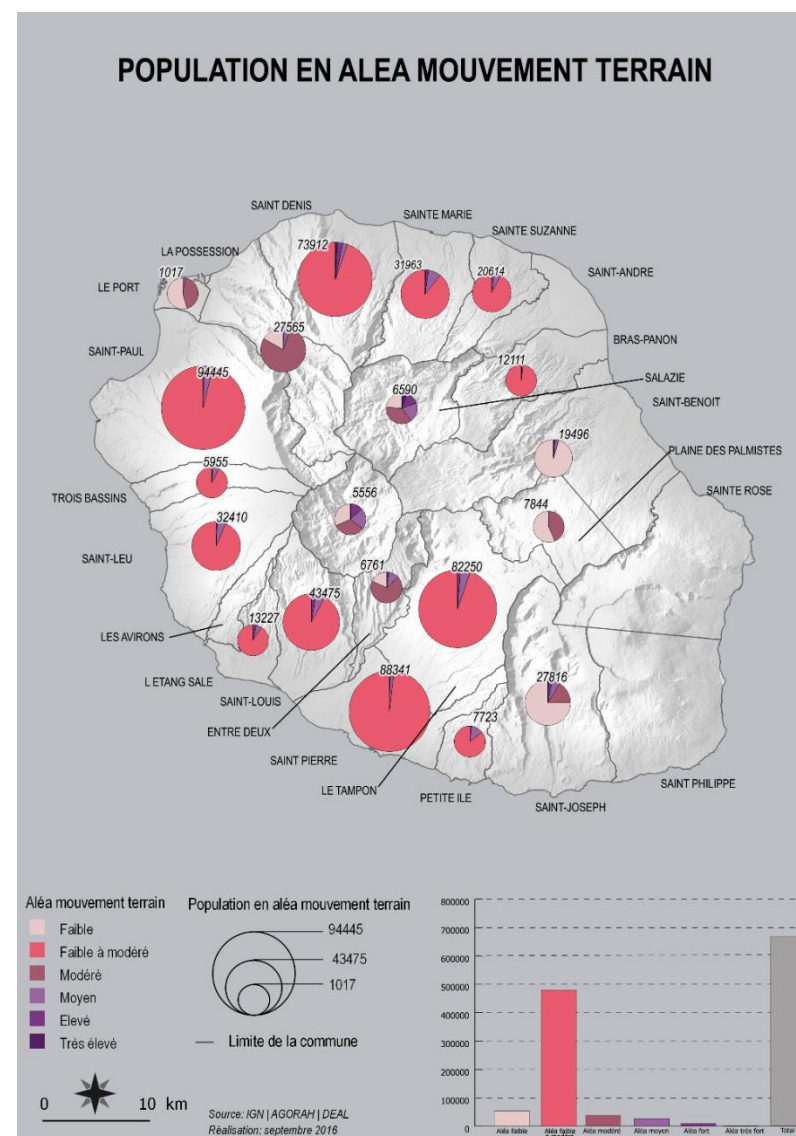 POPULATION EN ALEA MOUVEMENT TERRAIN
SAINT DENIS
SAINTE MARIE
SAINTE SUZANNE
SAINT-ANDRE
LA POSSESSION
LE PORT
73912
31963
20614
1017
BRAS-PANON
SAINT-PAUL
27565
12111
SALAZIE
94445
6590
SAINT-BENOIT
19496
PLAINE DES PALMISTES
5955
SAINTE ROSE
TROIS BASSINS
5556
7844
32410
SAINT-LEU
6761
82250
43475
13227
LES AVIRONS
L ETANG SALE
SAINT-LOUIS
88341
27816
ENTRE DEUX
7723
SAINT PIERRE
LE TAMPON
PETITE ILE
SAINT-JOSEPH
SAINT PHILIPPE
Aléa mouvement terrain
Faible
Faible à modéré
Modéré
Moyen
Elevé
Trés élevé
Population en aléa mouvement terrain
94445
43475
1017
Limite de la commune
0 10 km
Source: IGN | AGORAH | DEAL
Réalisation: septembre 2016
800000
700000
600000
500000
400000
300000
200000
100000
0
Aléa faible
Aléa faible
à modéré
Aléa modéré
Aléa moyen
Aléa fort
Aléa très fort
Total